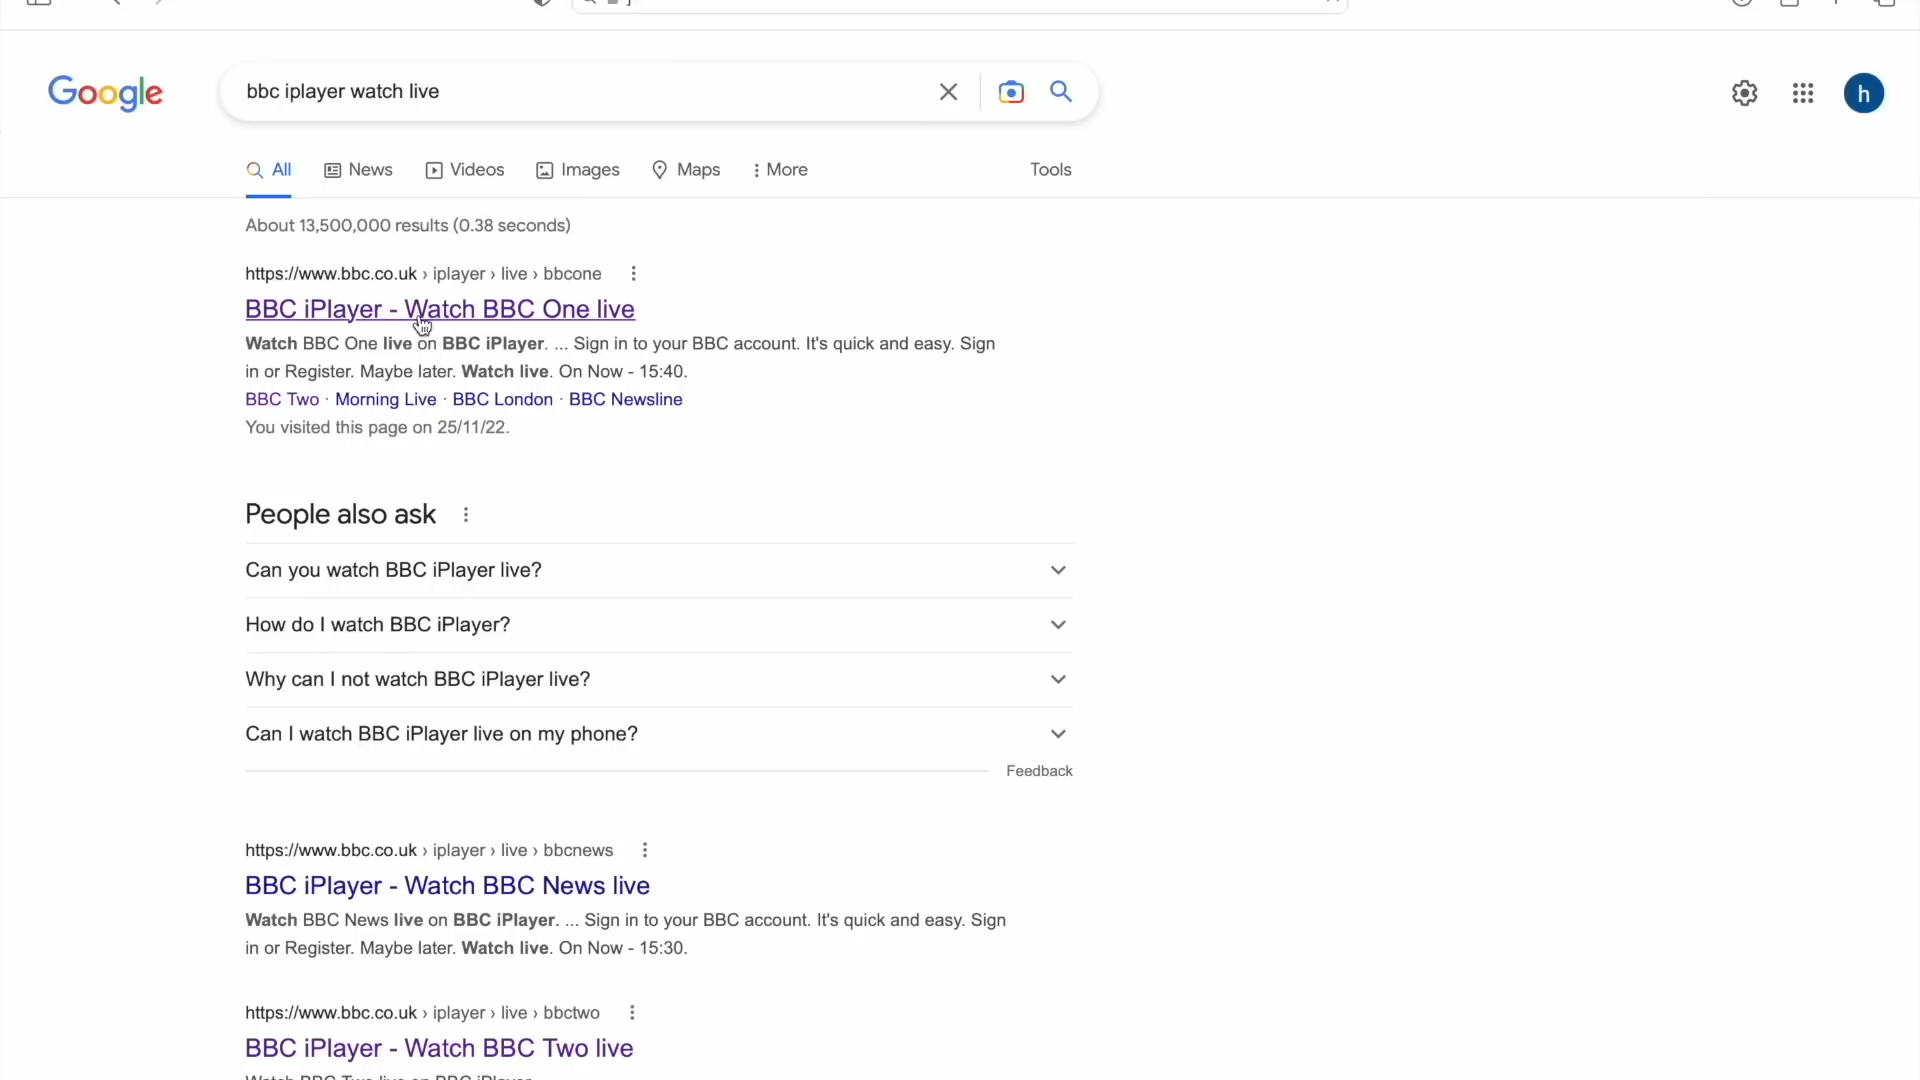 Google
bbc iplayer watch live
h
All
News
Videos
Images
Maps
More
Tools
About 13,500,000 results (0.38 seconds)
https://www.bbc.co.uk › iplayer › live › bbcone
BBC iPlayer - Watch BBC One live
Watch BBC One live on BBC iPlayer. ... Sign in to your BBC account. It's quick and easy. Sign
in or Register. Maybe later. Watch live. On Now - 15:40.
BBC Two · Morning Live · BBC London · BBC Newsline
You visited this page on 25/11/22.
People also ask
Can you watch BBC iPlayer live?
How do I watch BBC iPlayer?
Why can I not watch BBC iPlayer live?
Can I watch BBC iPlayer live on my phone?
Feedback
https://www.bbc.co.uk › iplayer › live › bbcnews
BBC iPlayer - Watch BBC News live
Watch BBC News live on BBC iPlayer. ... Sign in to your BBC account. It's quick and easy. Sign
in or Register. Maybe later. Watch live. On Now - 15:30.
https://www.bbc.co.uk › iplayer › live › bbctwo
BBC iPlayer - Watch BBC Two live